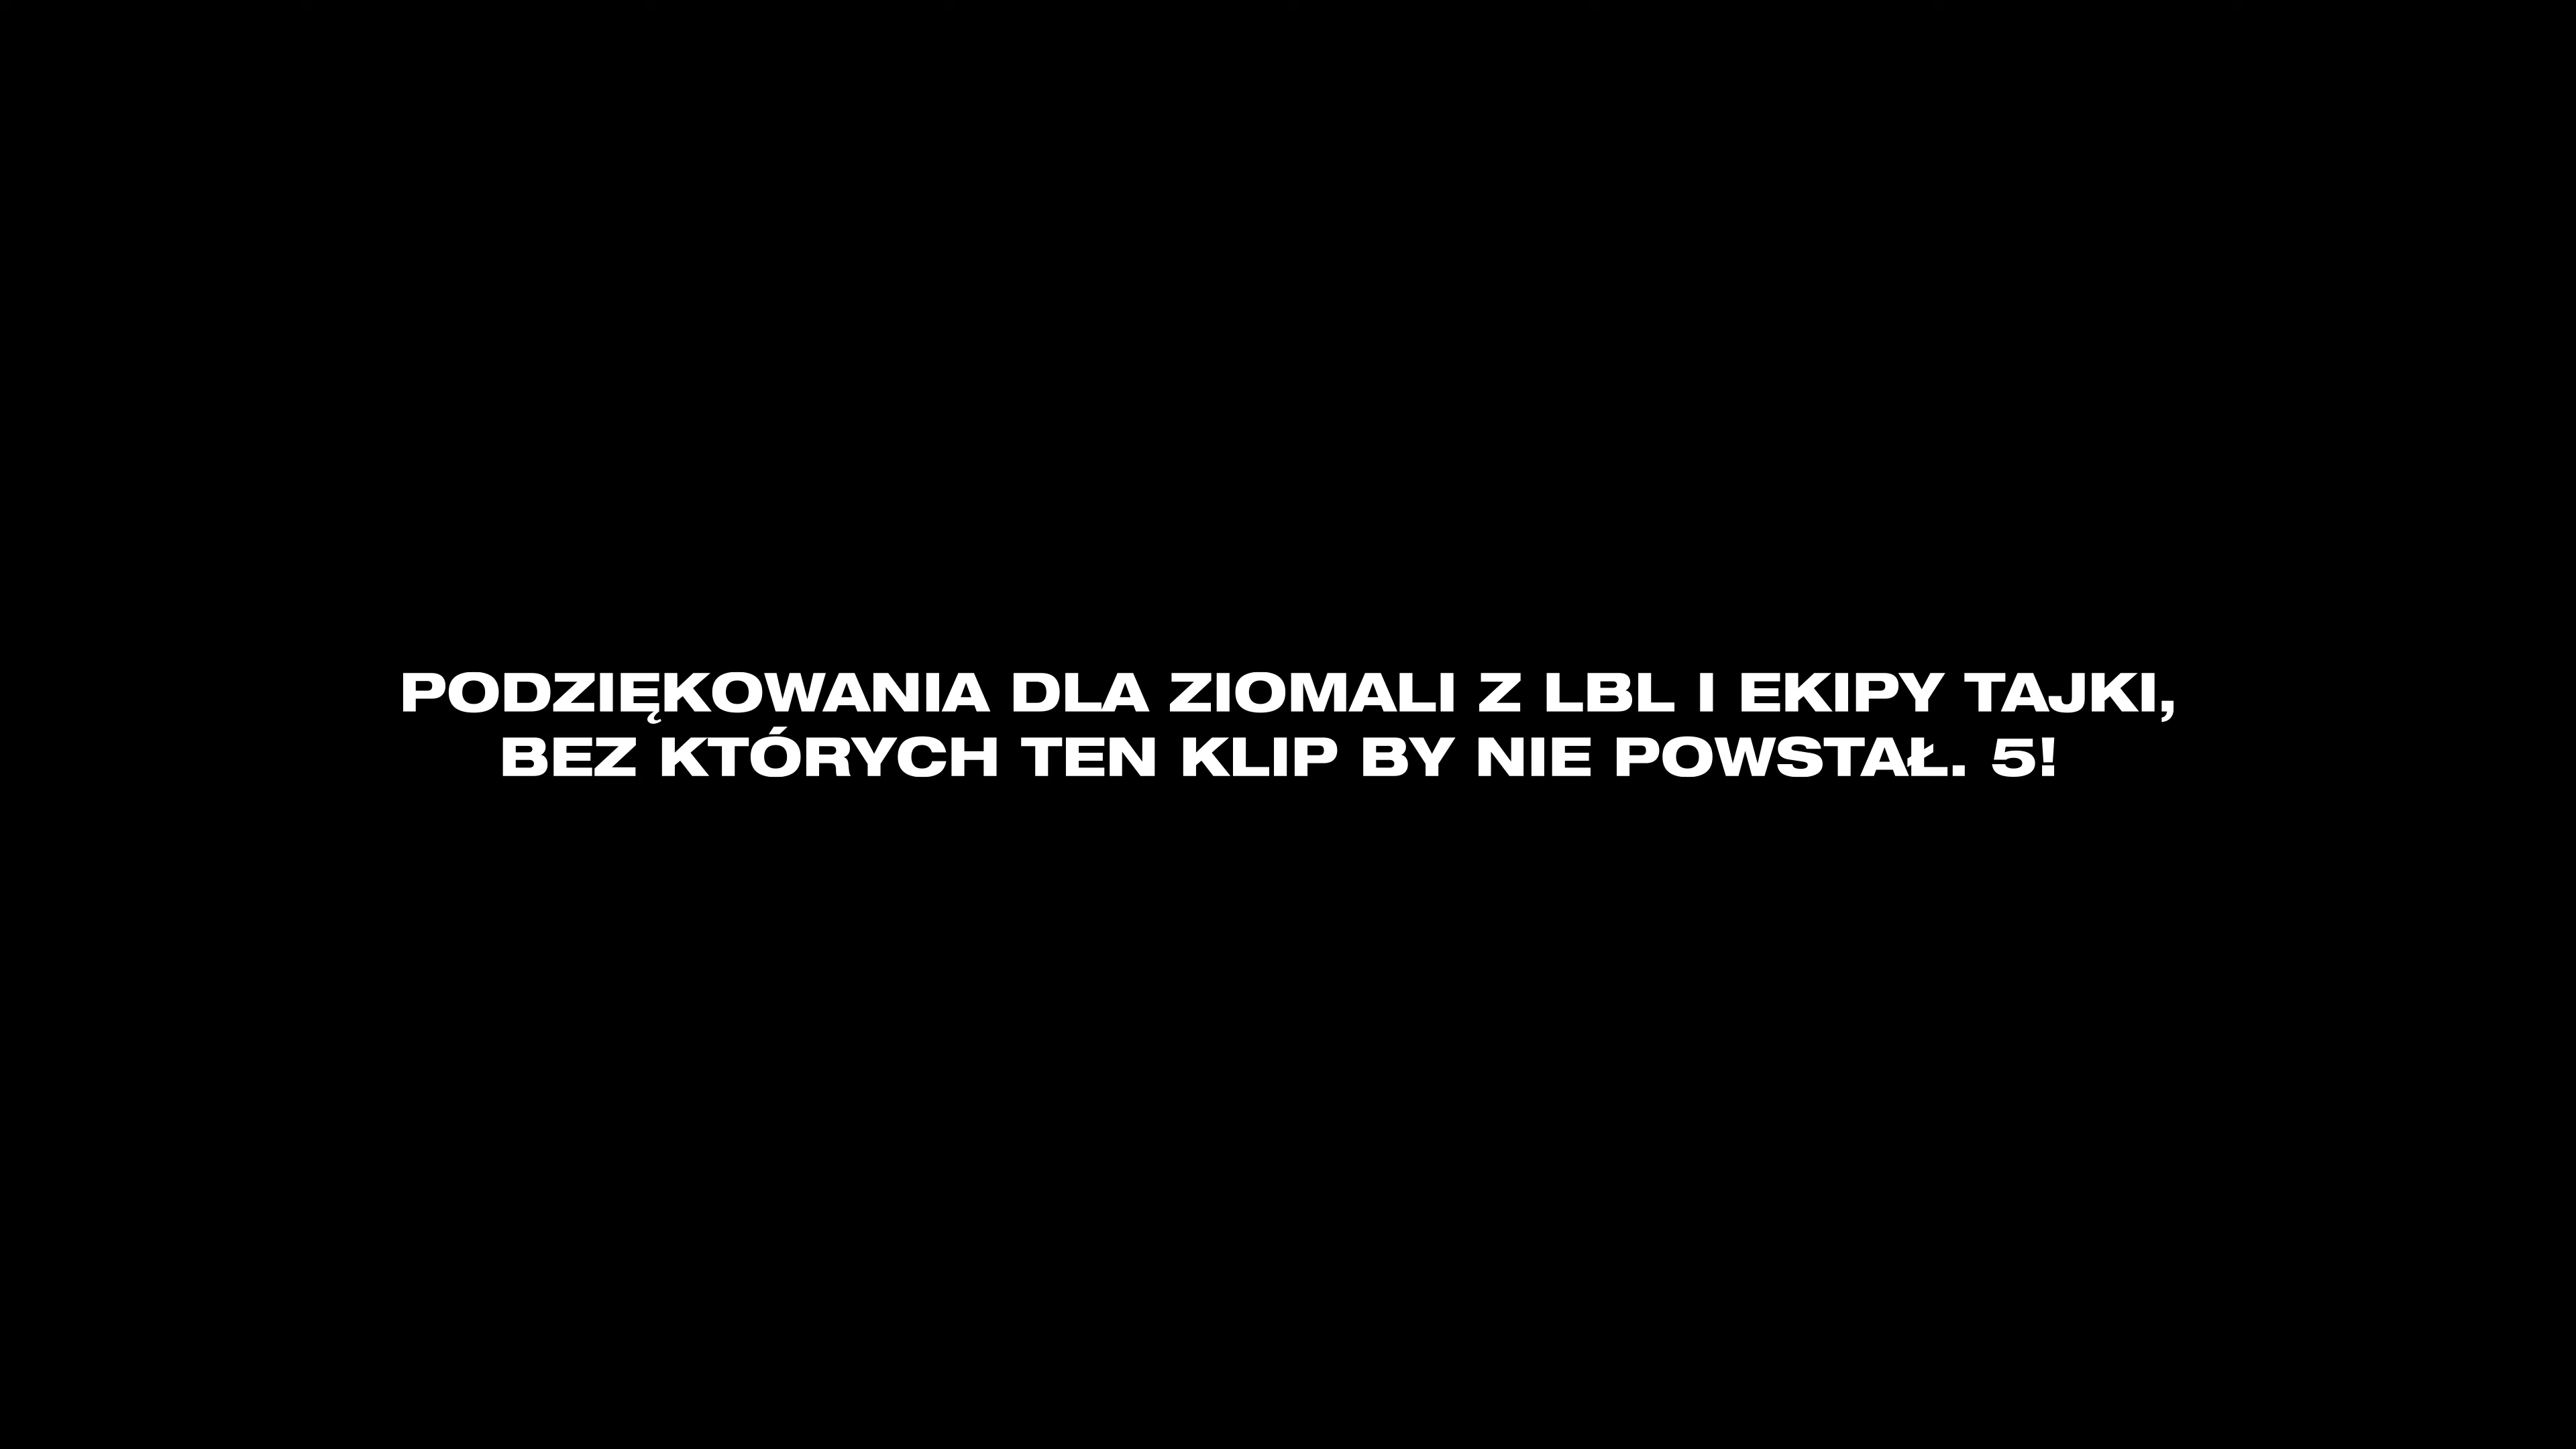 PODZIĘKOWANIA DLA ZIOMALI Z LBL I EKIPY TAJKI,
BEZ KTÓRYCH TEN KLIP BY NIE POWSTAŁ. 5!